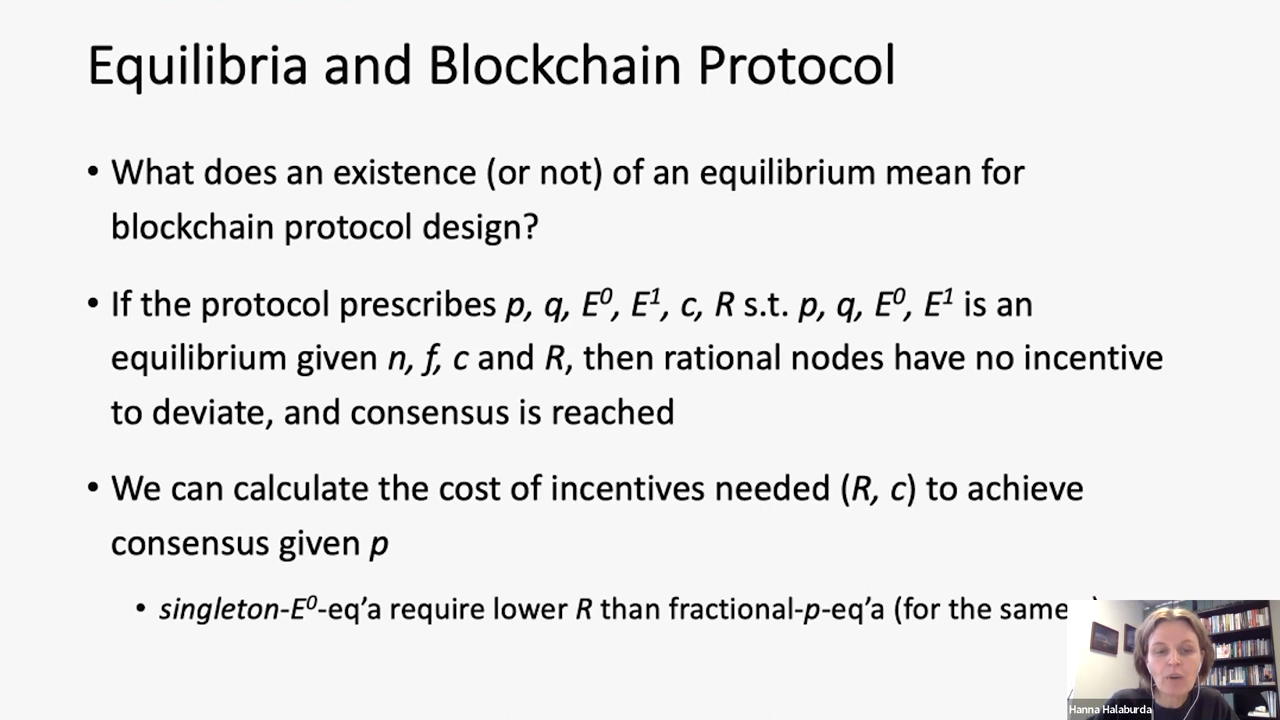 Equilibria and Blockchain Protocol
• What does an existence (or not) of an equilibrium mean for
blockchain protocol design?
• If the protocol prescribes p, q, E⁰, E¹, c, R s.t. p, q, E⁰, E¹ is an
equilibrium given n, f, c and R, then rational nodes have no incentive
to deviate, and consensus is reached
• We can calculate the cost of incentives needed (R, c) to achieve
consensus given p
• singleton-E⁰-eq’a require lower R than fractional-p-eq’a (for the same
Hanna Halaburda